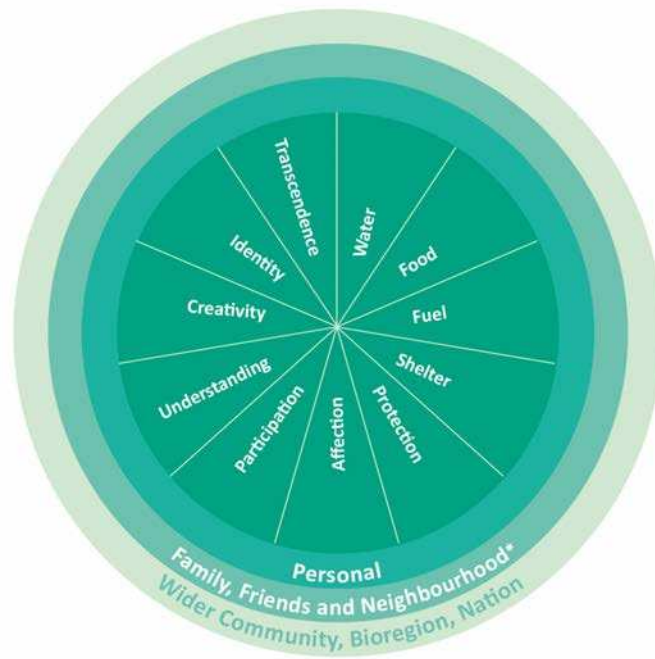 Transcendence
Water
Food
Fuel
Shelter
Protection
Affection
Participation
Understanding
Creativity
Identity
Personal
Family, Friends and Neighbourhood*
Wider Community, Bioregion, Nation